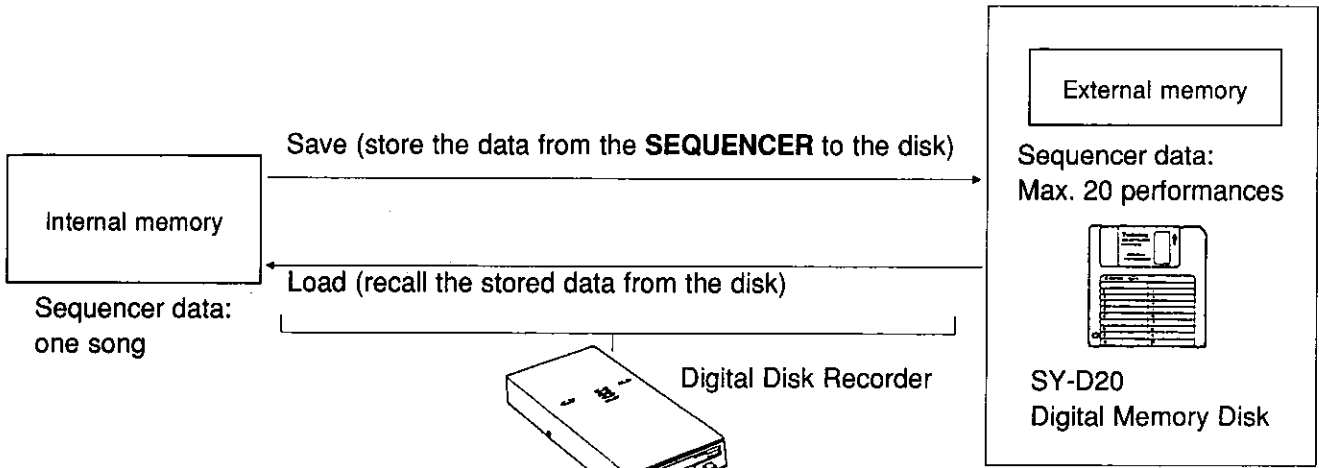 External memory
Save (store the data from the SEQUENCER to the disk)
Sequencer data:
Max. 20 performances
Internal memory
Load (recall the stored data from the disk)
Sequencer data:
one song
Digital Disk Recorder
SY-D20
Digital Memory Disk